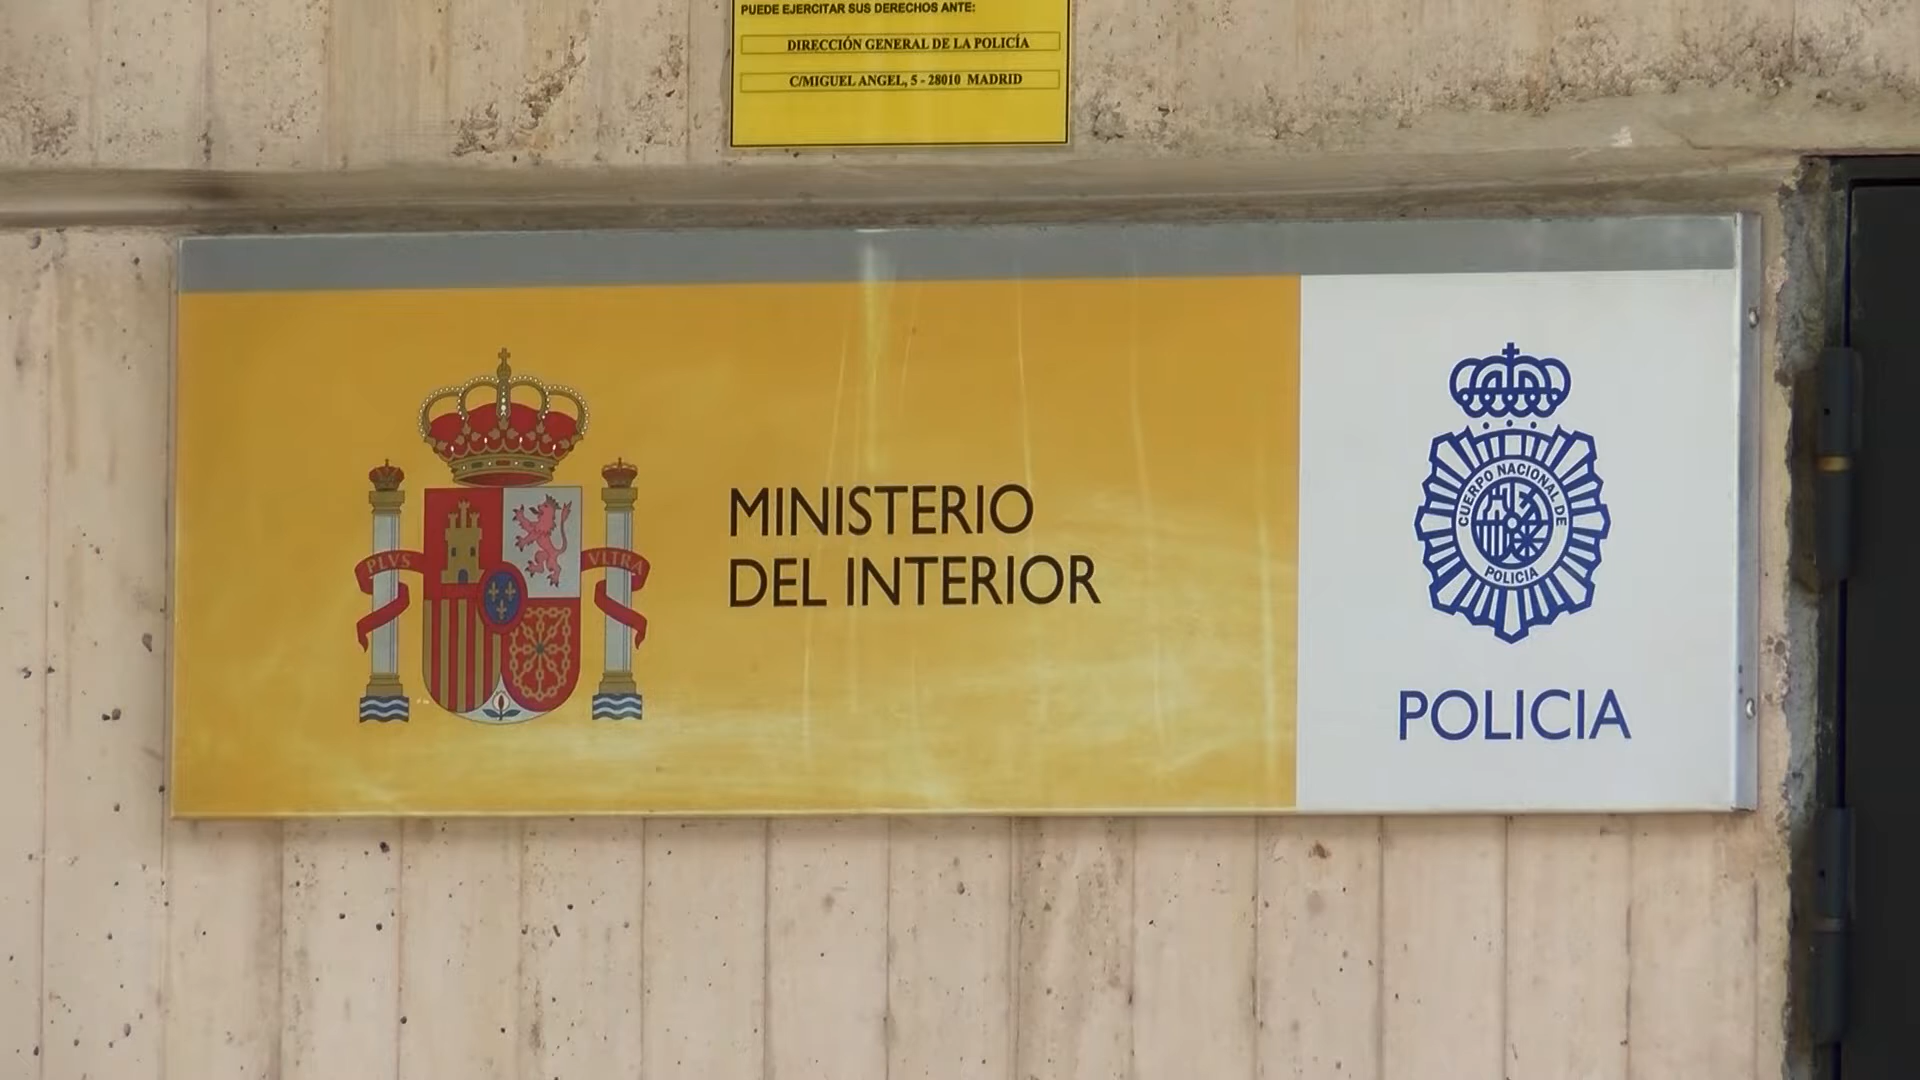 PUEDE EJERCITAR SUS DERECHOS ANTE:
DIRECCIÓN GENERAL DE LA POLICÍA
C/MIGUEL ANGEL, 5 - 28010 MADRID
PLVS VLTRA
MINISTERIO
DEL INTERIOR
CUERPO NACIONAL DE
POLICIA
POLICIA